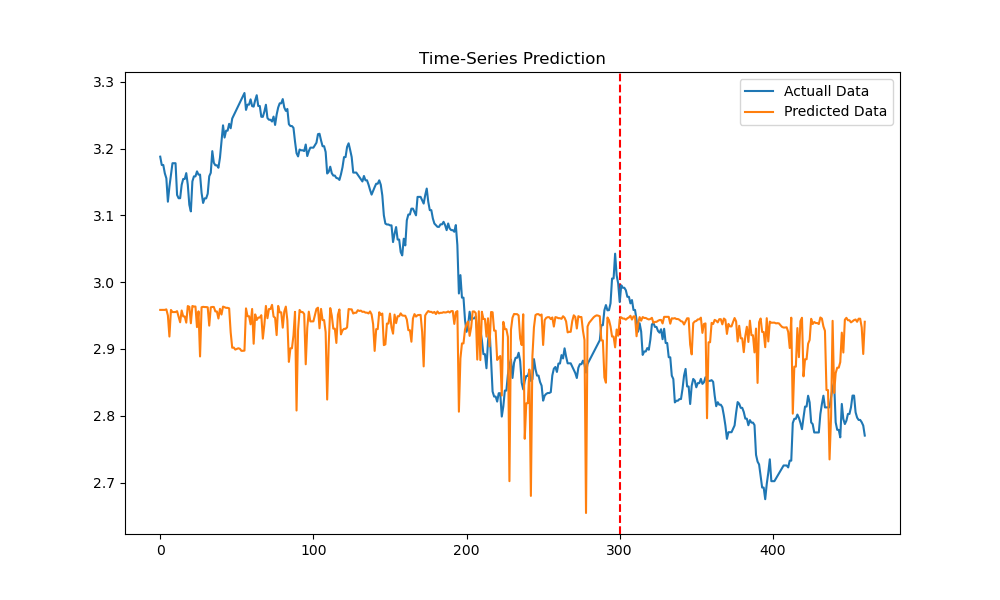 Time-Series Prediction
Actuall Data
Predicted Data
3.3
3.2
3.1
3.0
2.9
2.8
2.7
0 100 200 300 400